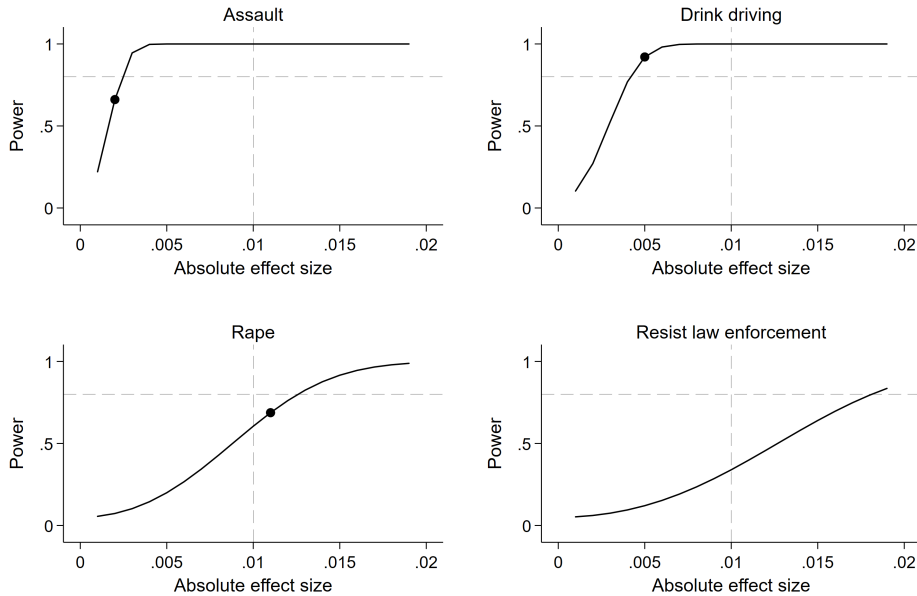 Assault
Power
1
.5
0
0 .005 .01 .015 .02
Absolute effect size
Drink driving
Power
1
.5
0
0 .005 .01 .015 .02
Absolute effect size
Rape
Power
1
.5
0
0 .005 .01 .015 .02
Absolute effect size
Resist law enforcement
Power
1
.5
0
0 .005 .01 .015 .02
Absolute effect size